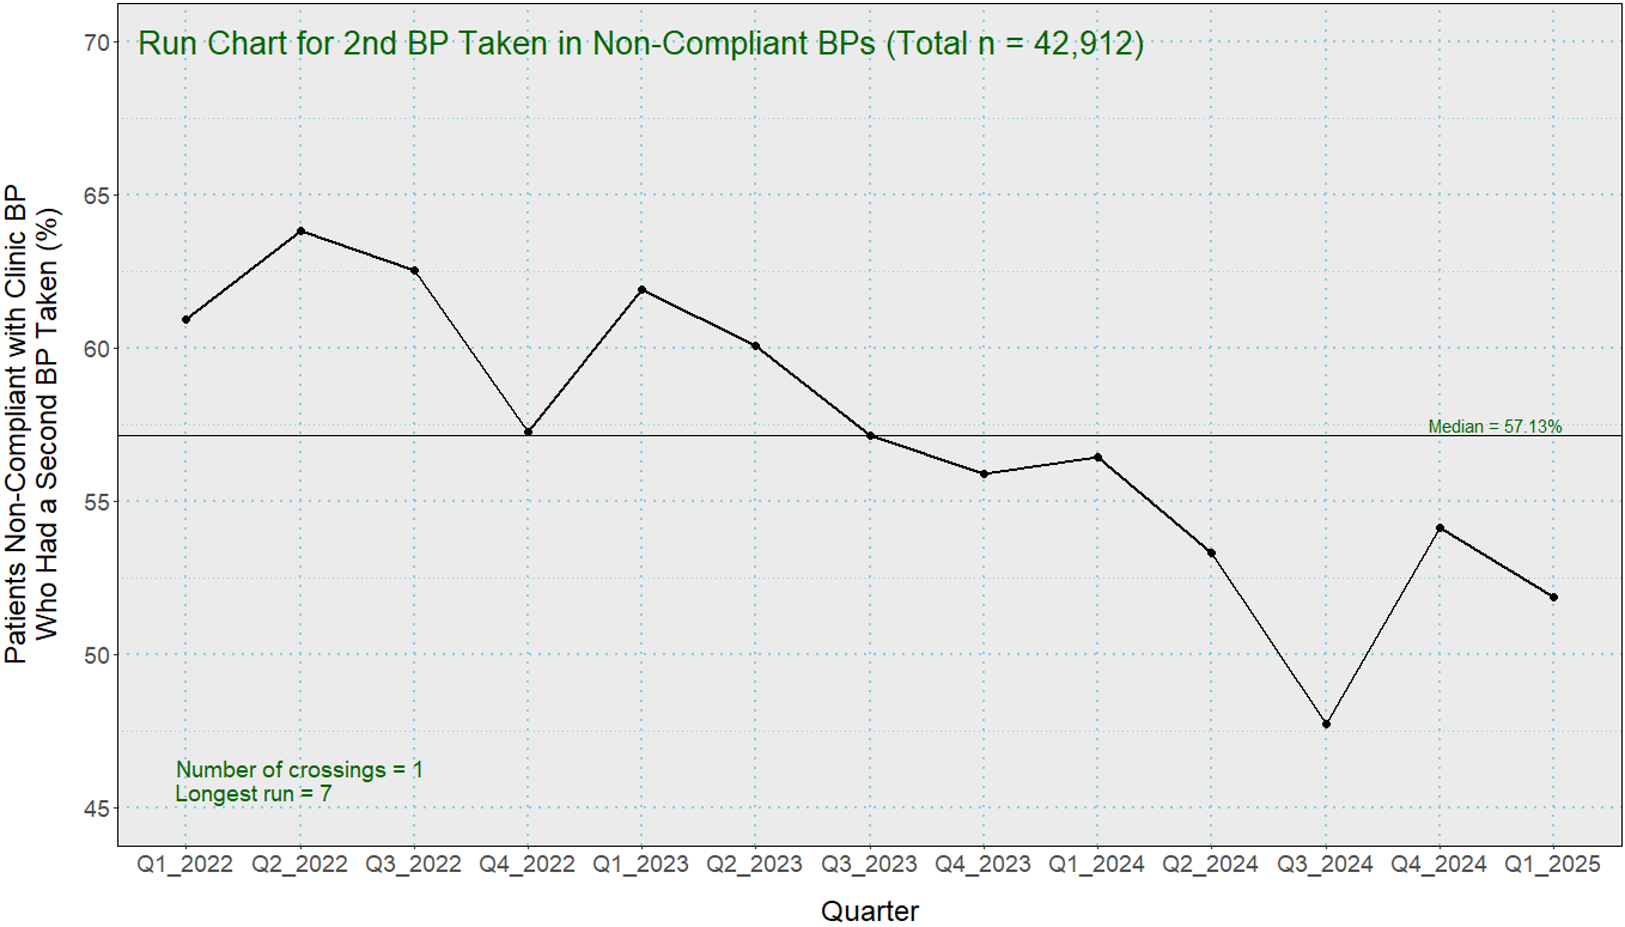 Run Chart for 2nd BP Taken in Non-Compliant BPs (Total n = 42,912)
Patients Non-Compliant with Clinic BP
Who Had a Second BP Taken (%)
70
65
60
55
50
45
Median = 57.13%
Number of crossings = 1
Longest run = 7
Q1_2022 Q2_2022 Q3_2022 Q4_2022 Q1_2023 Q2_2023 Q3_2023 Q4_2023 Q1_2024 Q2_2024 Q3_2024 Q4_2024 Q1_2025
Quarter